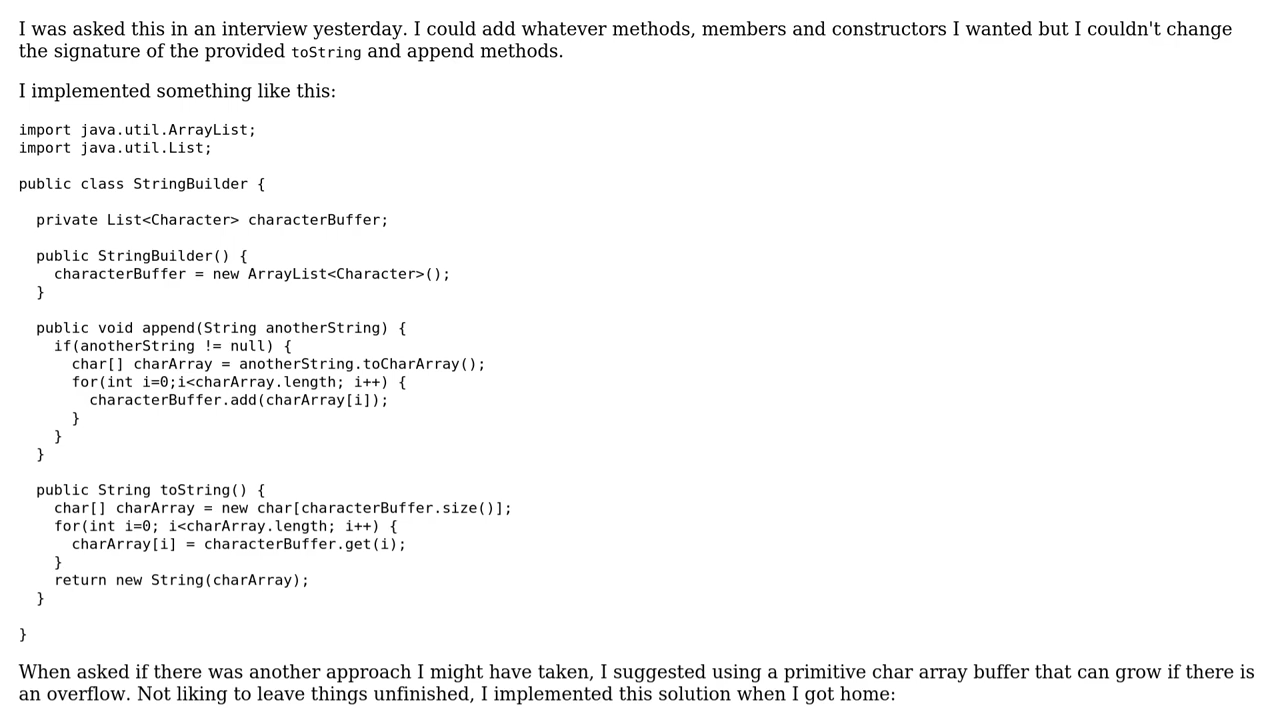 I was asked this in an interview yesterday. I could add whatever methods, members and constructors I wanted but I couldn't change
the signature of the provided toString and append methods.
I implemented something like this:
import java.util.ArrayList;
import java.util.List;
public class StringBuilder {
  private List<Character> characterBuffer;
  public StringBuilder() {
    characterBuffer = new ArrayList<Character>();
  }
  public void append(String anotherString) {
    if(anotherString != null) {
      char[] charArray = anotherString.toCharArray();
      for(int i=0;i<charArray.length; i++) {
        characterBuffer.add(charArray[i]);
      }
    }
  }
  public String toString() {
    char[] charArray = new char[characterBuffer.size()];
    for(int i=0; i<charArray.length; i++) {
      charArray[i] = characterBuffer.get(i);
    }
    return new String(charArray);
  }
}
When asked if there was another approach I might have taken, I suggested using a primitive char array buffer that can grow if there is
an overflow. Not liking to leave things unfinished, I implemented this solution when I got home: